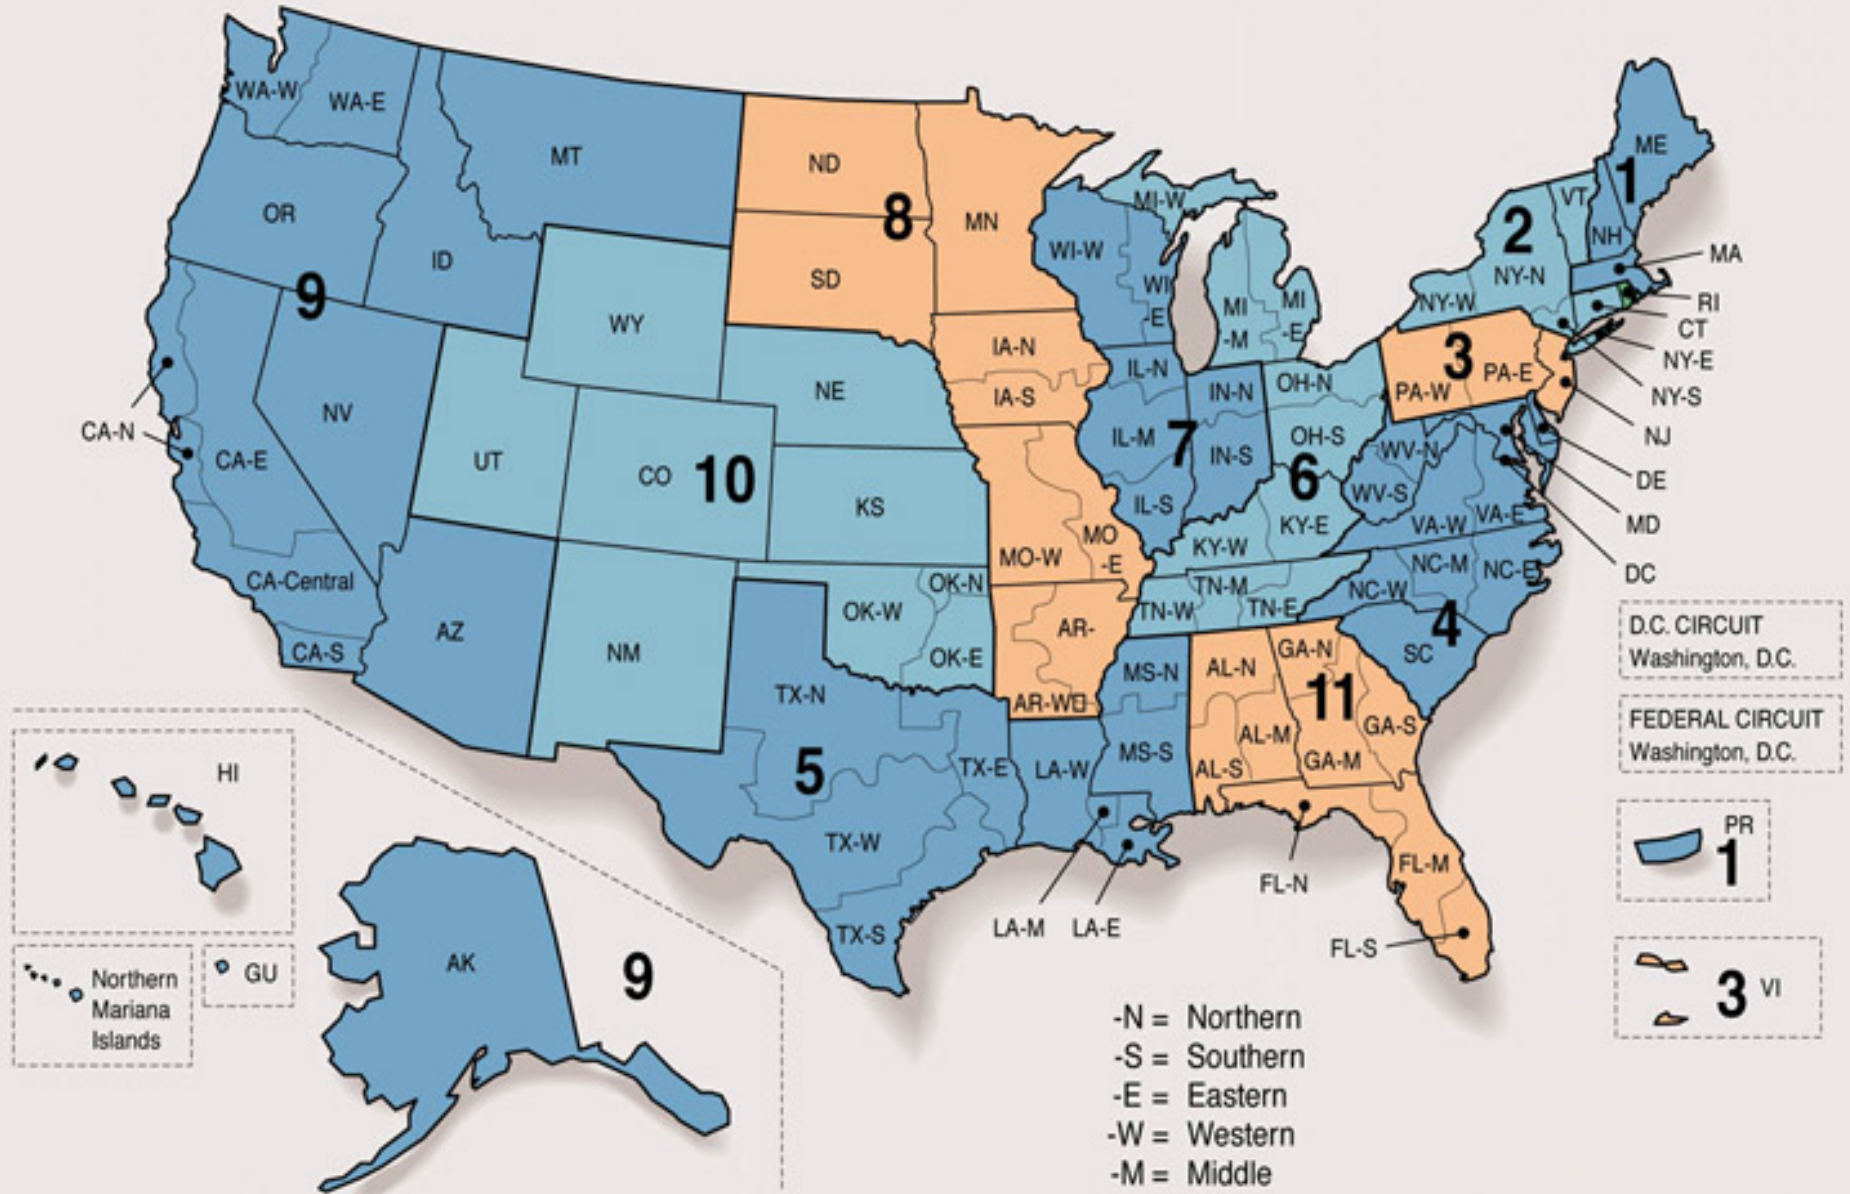 WA-W
WA-E
MT
OR
ID
9
WY
NV
CA-N
CA-E
CA-Central
CA-S
UT
CO
10
AZ
NM
ND
8
MN
SD
NE
KS
IA-N
IA-S
MO-W
MO
-E
OK-N
OK-W
OK-E
AR-
AR-W
TX-N
5
TX-E
TX-W
TX-S
LA-W
LA-M
LA-E
MS-N
MS-S
WI-W
WI
-E
MI-W
MI
-M
MI
-E
IL-N
IL-M
IL-S
7
IN-N
IN-S
OH-N
OH-S
6
KY-E
KY-W
TN-W
TN-M
TN-E
AL-N
AL-M
AL-S
GA-N
11
GA-S
GA-M
FL-N
FL-M
FL-S
SC
4
NC-W
NC-M
NC-E
VA-W
VA-E
WV-N
WV-S
3
PA-W
PA-E
2
NY-N
NY-W
VT
NH
1
ME
MA
RI
CT
NY-E
NY-S
NJ
DE
MD
DC
D.C. CIRCUIT
Washington, D.C.
FEDERAL CIRCUIT
Washington, D.C.
PR
1
3 VI
HI
Northern
Mariana
Islands
GU
AK
9
-N = Northern
-S = Southern
-E = Eastern
-W = Western
-M = Middle